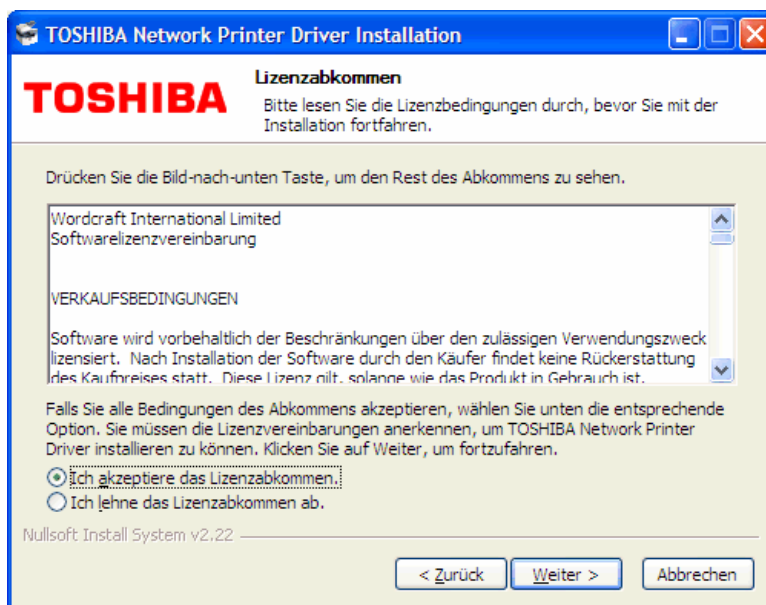 TOSHIBA Network Printer Driver Installation
TOSHIBA
Lizenzabkommen
Bitte lesen Sie die Lizenzbedingungen durch, bevor Sie mit der
Installation fortfahren.
Drücken Sie die Bild-nach-unten Taste, um den Rest des Abkommens zu sehen.
Wordcraft International Limited
Softwarelizenzvereinbarung
VERKAUFSBEDINGUNGEN
Software wird vorbehaltlich der Beschränkungen über den zulässigen Verwendungszweck
lizensiert. Nach Installation der Software durch den Käufer findet keine Rückerstattung
des Kaufpreises statt. Diese Lizenz gilt, solange wie das Produkt in Gebrauch ist.
Falls Sie alle Bedingungen des Abkommens akzeptieren, wählen Sie unten die entsprechende
Option. Sie müssen die Lizenzvereinbarungen anerkennen, um TOSHIBA Network Printer
Driver installieren zu können. Klicken Sie auf Weiter, um fortzufahren.
Ich akzeptiere das Lizenzabkommen.
Ich lehne das Lizenzabkommen ab.
Nullsoft Install System v2.22
< Zurück
Weiter >
Abbrechen